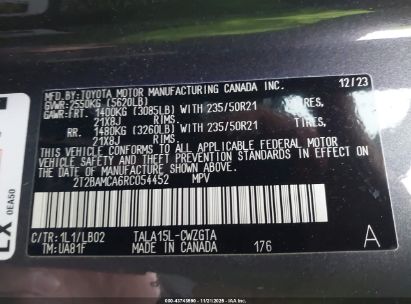 MFD.BY:TOYOTA MOTOR MANUFACTURING CANADA INC.
GVWR:2550KG (5620LB) 12/23
GAWR:FRT. 1400KG (3085LB) WITH 235/50R21 TIRES,
21X8J RIMS.
RR. 1480KG (3260LB) WITH 235/50R21 TIRES,
21X8J RIMS.
THIS VEHICLE CONFORMS TO ALL APPLICABLE FEDERAL MOTOR
VEHICLE SAFETY AND THEFT PREVENTION STANDARDS IN EFFECT
ON THE DATE OF MANUFACTURE SHOWN ABOVE.
2T2BAMCA6RC054452 MPV
C/TR:1L1/LB02 TALA15L-CWZGTA
TM:UA81F MADE IN CANADA 176 A
0EA50